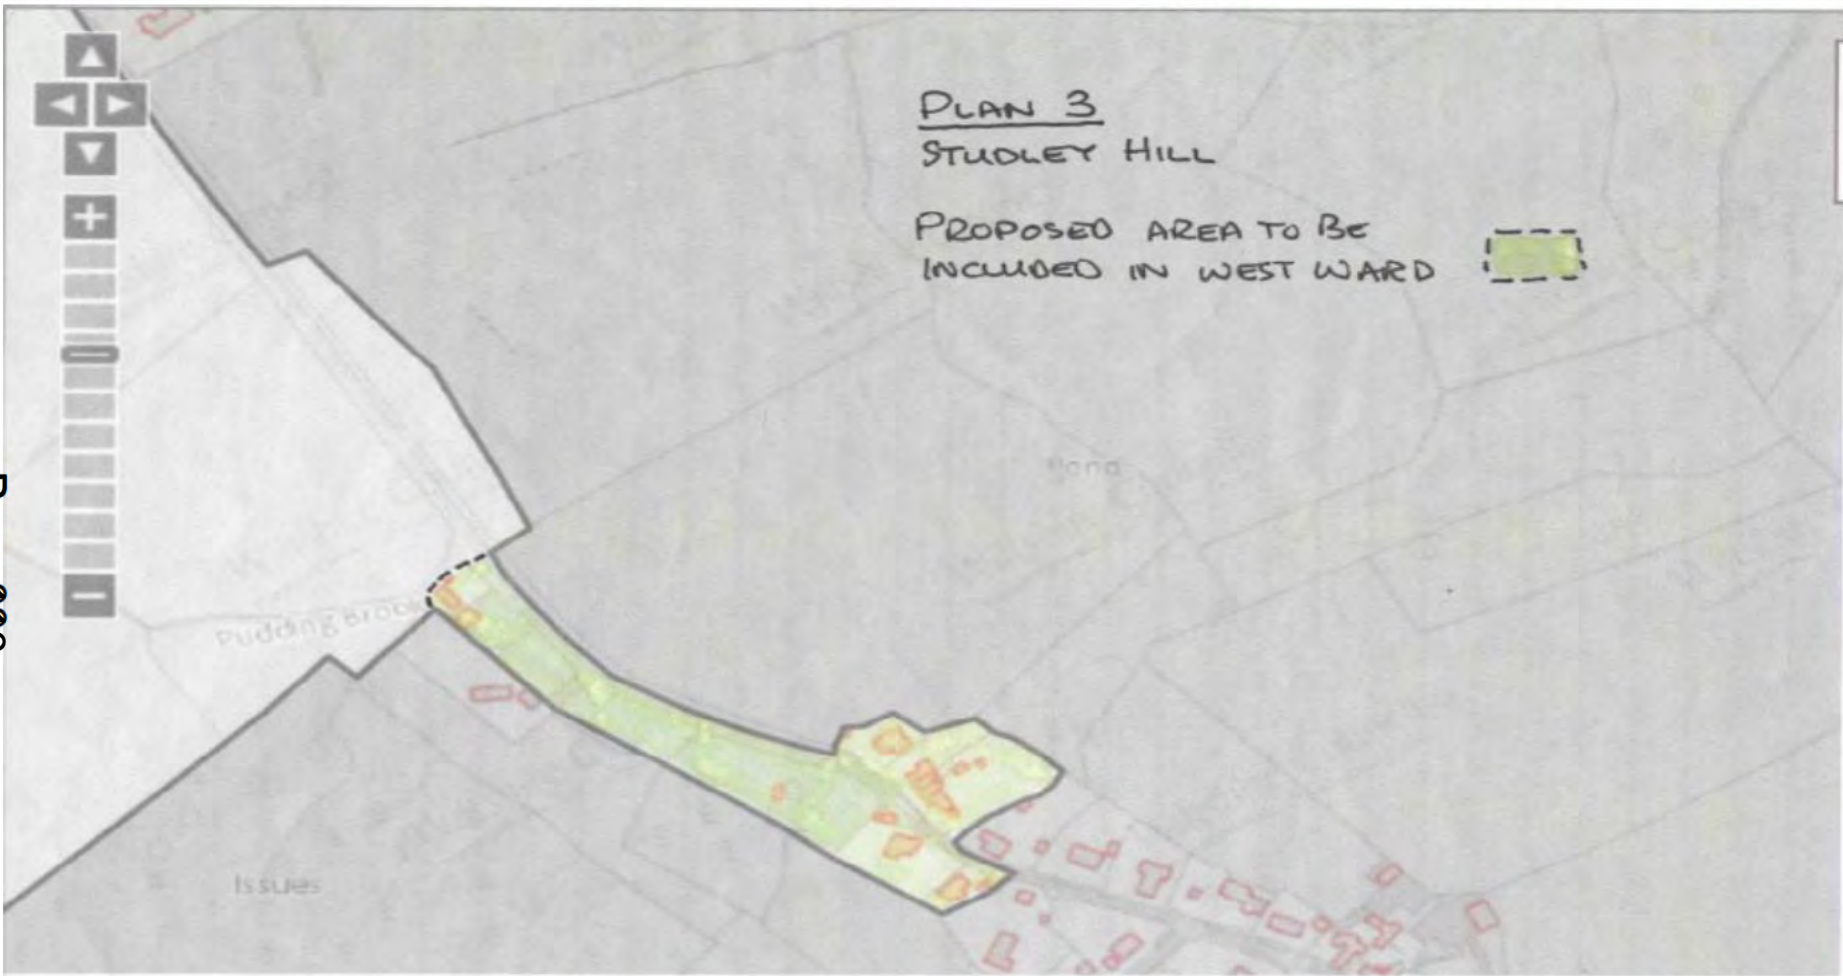 PLAN 3
STUDLEY HILL
PROPOSED AREA TO BE
INCLUDED IN WEST WARD
Pond
Pudding Brook
Issues